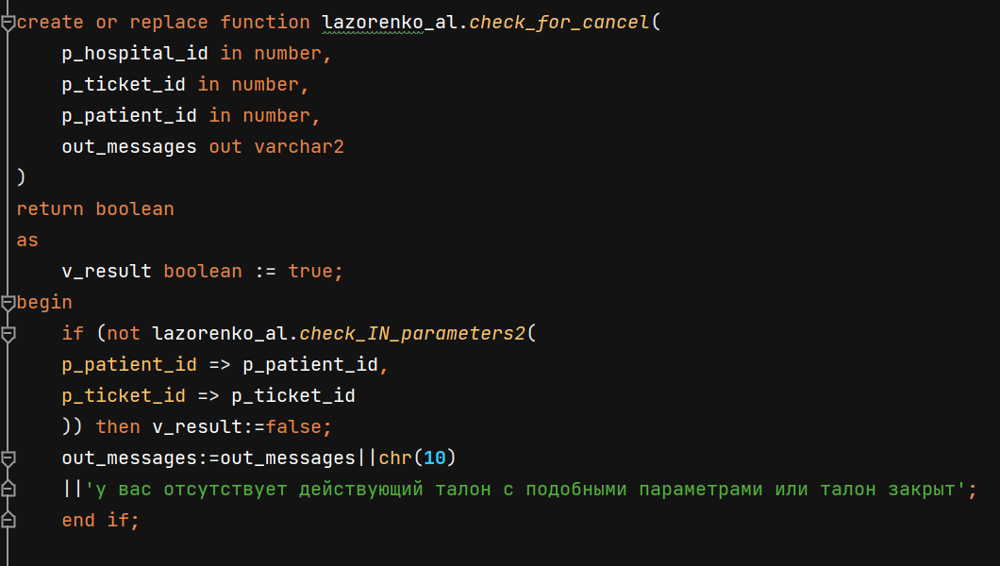 create or replace function lazorenko_al.check_for_cancel(
    p_hospital_id in number,
    p_ticket_id in number,
    p_patient_id in number,
    out_messages out varchar2
)
return boolean
as
    v_result boolean := true;
begin
    if (not lazorenko_al.check_IN_parameters2(
    p_patient_id => p_patient_id,
    p_ticket_id => p_ticket_id
    )) then v_result:=false;
    out_messages:=out_messages||chr(10)
    ||'у вас отсутствует действующий талон с подобными параметрами или талон закрыт';
    end if;